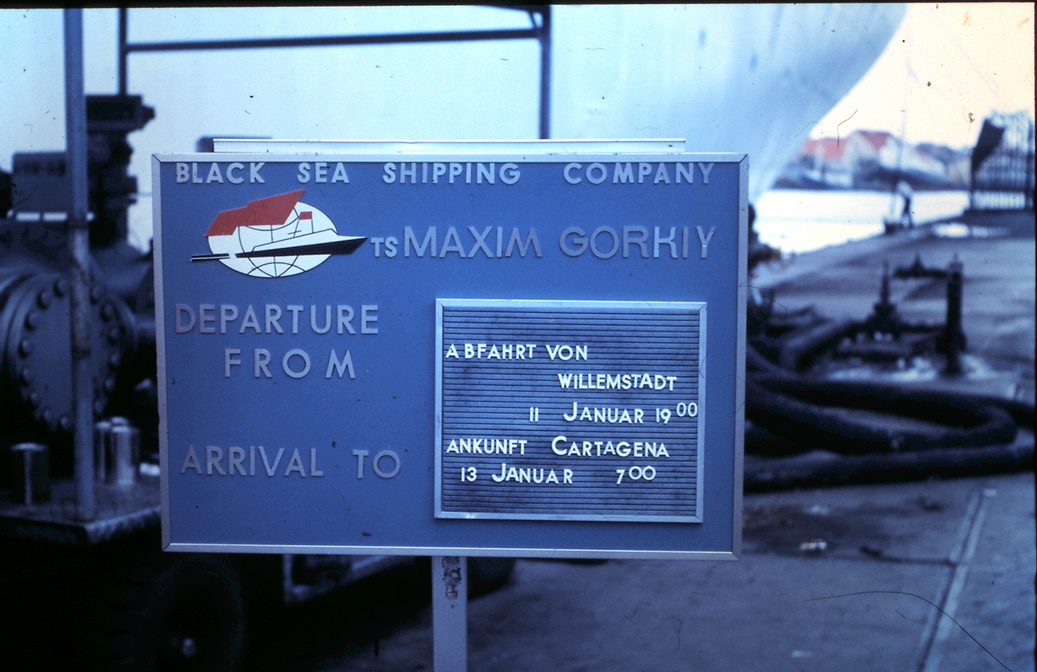 BLACK SEA SHIPPING COMPANY
TS MAXIM GORKIY
DEPARTURE
FROM
ARRIVAL TO
ABFAHRT VON
WILLEMSTADT
11 JANUAR 19 00
ANKUNFT CARTAGENA
13 JANUAR 7 00